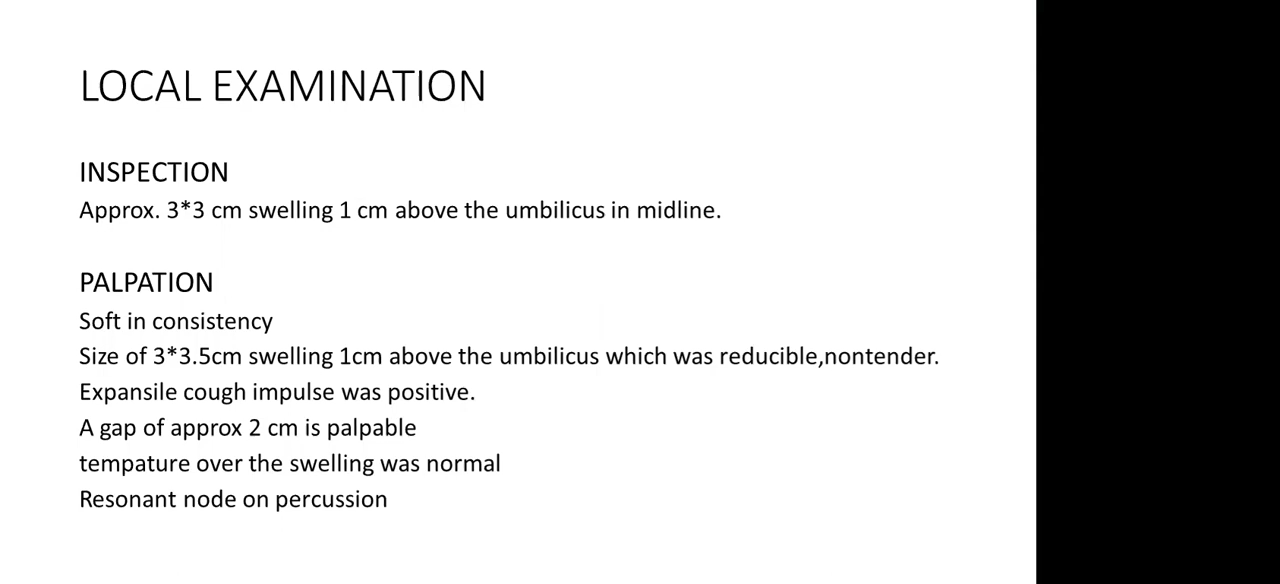 LOCAL EXAMINATION
INSPECTION
Approx. 3*3 cm swelling 1 cm above the umbilicus in midline.
PALPATION
Soft in consistency
Size of 3*3.5cm swelling 1cm above the umbilicus which was reducible,nontender.
Expansile cough impulse was positive.
A gap of approx 2 cm is palpable
tempature over the swelling was normal
Resonant node on percussion